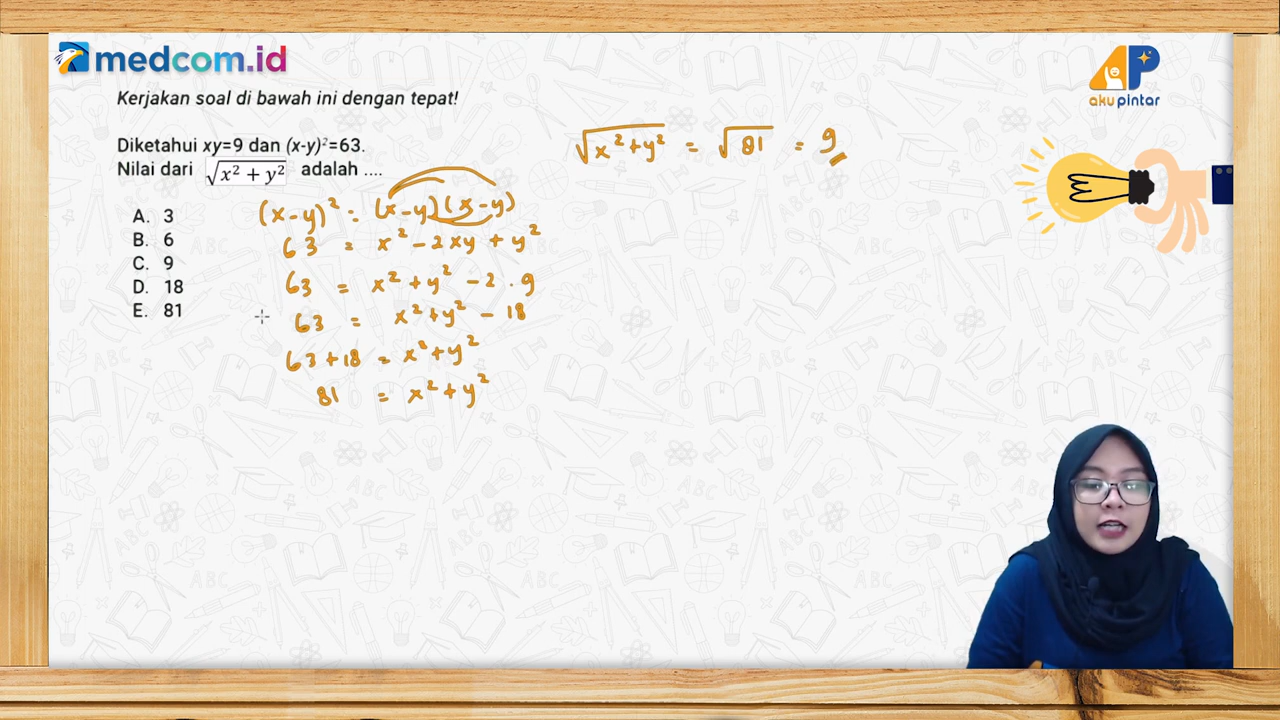 medcom.id
aku pintar
Kerjakan soal di bawah ini dengan tepat!
Diketahui xy=9 dan (x-y)²=63.
Nilai dari √x² + y² adalah ....
A. 3
B. 6
C. 9
D. 18
E. 81
(x-y)² = (x-y)(x-y)
63 = x² - 2xy + y²
63 = x² + y² - 2 . 9
63 = x² + y² - 18
63 + 18 = x² + y²
81 = x² + y²
√x² + y² = √81 = 9